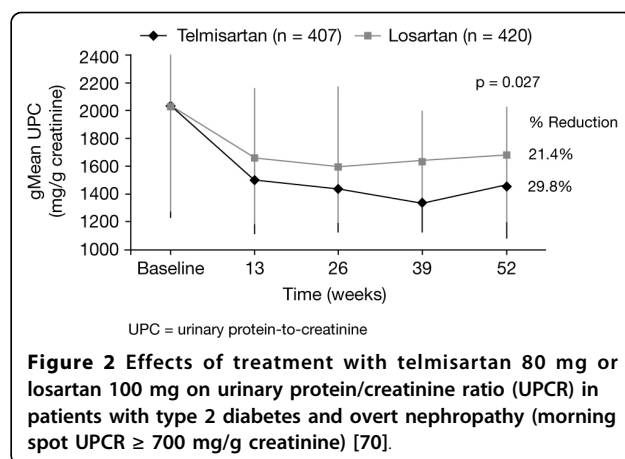 Telmisartan (n = 407) Losartan (n = 420)
2400
2200
2000
1800
1600
1400
1200
1000
gMean UPC
(mg/g creatinine)
p = 0.027
% Reduction
21.4%
29.8%
Baseline 13 26 39 52
Time (weeks)
UPC = urinary protein-to-creatinine
Figure 2 Effects of treatment with telmisartan 80 mg or
losartan 100 mg on urinary protein/creatinine ratio (UPCR) in
patients with type 2 diabetes and overt nephropathy (morning
spot UPCR ≥ 700 mg/g creatinine) [70].